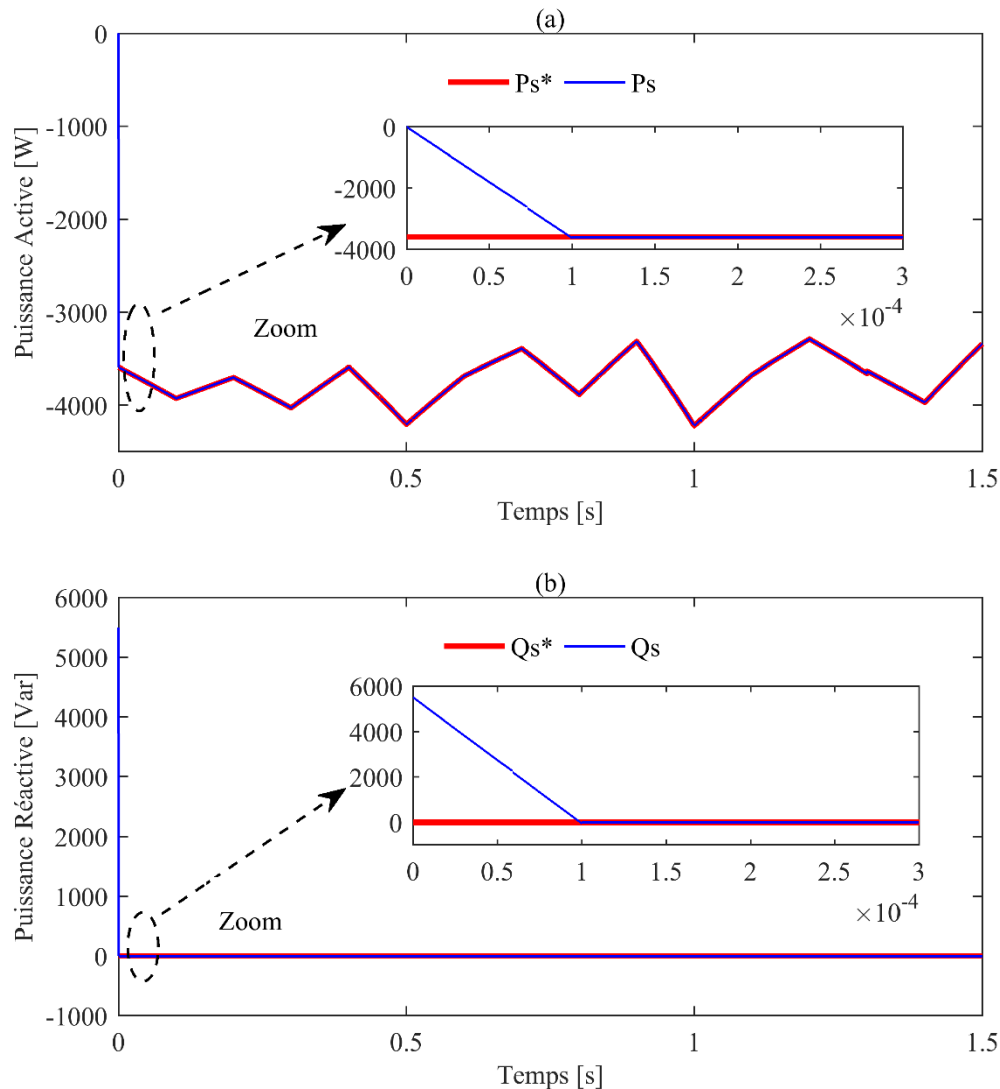 (a)
Puissance Active [W]
0
-1000
-2000
-3000
-4000
Ps* Ps
0
-2000
-4000
0 0.5 1 1.5 2 2.5 3
×10-4
Zoom
0 0.5 1 1.5
Temps [s]
(b)
Puissance Réactive [Var]
6000
5000
4000
3000
2000
1000
0
-1000
Qs* Qs
6000
4000
2000
0
0 0.5 1 1.5 2 2.5 3
×10-4
Zoom
0 0.5 1 1.5
Temps [s]